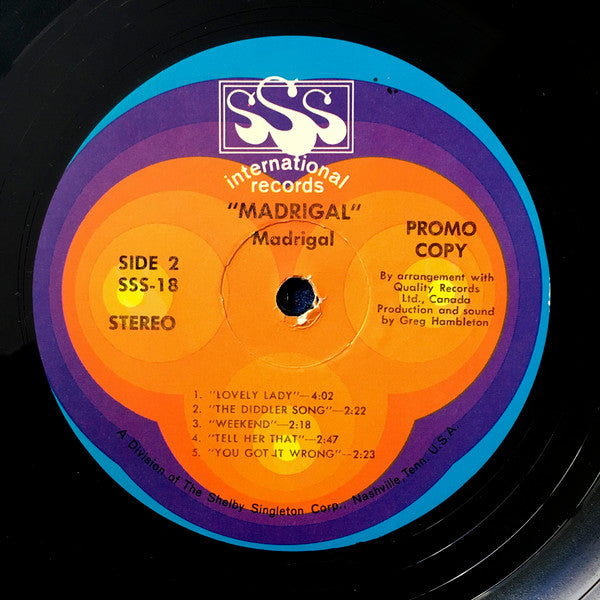 SSS
international
records
"MADRIGAL"
Madrigal
SIDE 2
SSS-18
STEREO
PROMO
COPY
By arrangement with
Quality Records
Ltd., Canada
Production and sound
by Greg Hambleton
1. "LOVELY LADY"—4:02
2. "THE DIDDLER SONG"—2:22
3. "WEEKEND"—2:18
4. "TELL HER THAT"—2:47
5. "YOU GOT IT WRONG"—2:23
A Division of The Shelby Singleton Corp., Nashville, Tenn. U.S.A.